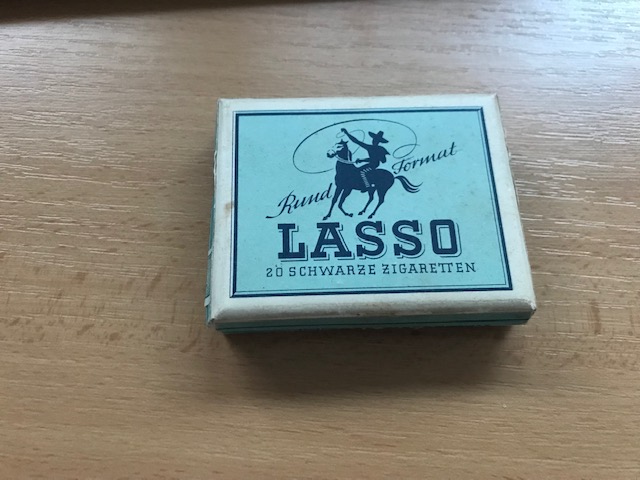 Rund Format
LASSO
20 SCHWARZE ZIGARETTEN